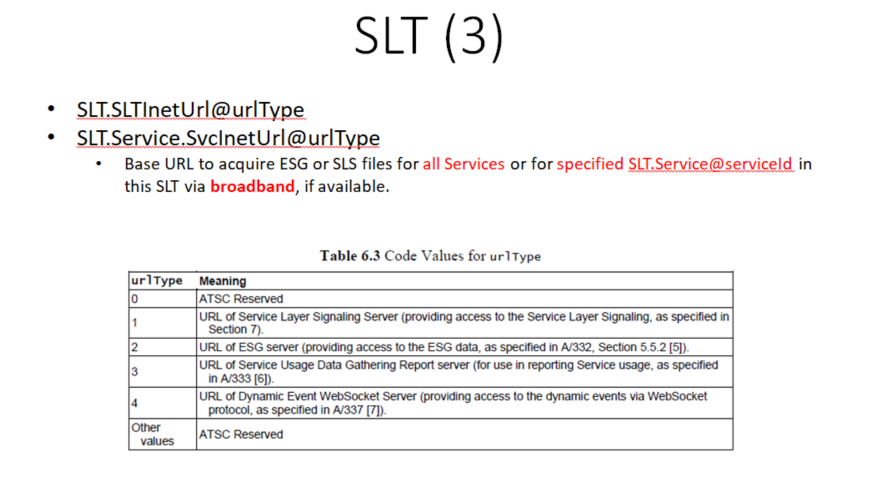 SLT (3)
• SLT.SLTInetUrl@urlType
• SLT.Service.SvcInetUrl@urlType
• Base URL to acquire ESG or SLS files for all Services or for specified SLT.Service@serviceId in
this SLT via broadband, if available.
Table 6.3 Code Values for urlType
urlType Meaning
0 ATSC Reserved
1 URL of Service Layer Signaling Server (providing access to the Service Layer Signaling, as specified in
Section 7).
2 URL of ESG server (providing access to the ESG data, as specified in A/332, Section 5.5.2 [5]).
3 URL of Service Usage Data Gathering Report server (for use in reporting Service usage, as specified
in A/333 [6]).
4 URL of Dynamic Event WebSocket Server (providing access to the dynamic events via WebSocket
protocol, as specified in A/337 [7]).
Other
values ATSC Reserved